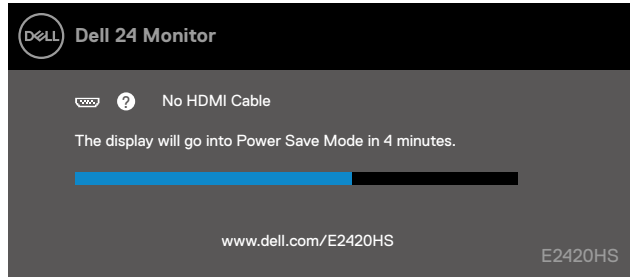 DELL Dell 24 Monitor
? No HDMI Cable
The display will go into Power Save Mode in 4 minutes.
www.dell.com/E2420HS
E2420HS